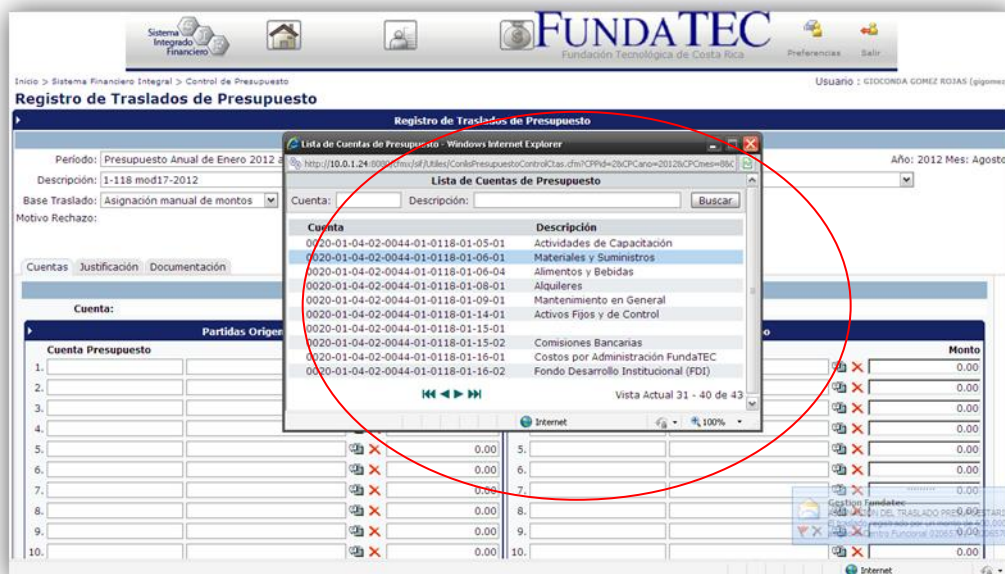 Sistema
Integrado
Financiero
FUNDATEC
Fundación Tecnológica de Costa Rica
Preferencias Salir
Inicio > Sistema Financiero Integral > Control de Presupuesto
Usuario : GIOCONDA GOMEZ ROJAS (gigomez
Registro de Traslados de Presupuesto
Registro de Traslados de Presupuesto
Lista de Cuentas de Presupuesto - Windows Internet Explorer
Período: Presupuesto Anual de Enero 2012 a
Año: 2012 Mes: Agosto
Descripción: 1-118 mod17-2012
Base Traslado: Asignación manual de montos
Motivo Rechazo:
Lista de Cuentas de Presupuesto
Cuenta: Descripción: Buscar
Cuenta Descripción
0020-01-04-02-0044-01-0118-01-05-01 Actividades de Capacitación
0020-01-04-02-0044-01-0118-01-06-01 Materiales y Suministros
0020-01-04-02-0044-01-0118-01-06-04 Alimentos y Bebidas
0020-01-04-02-0044-01-0118-01-08-01 Alquileres
0020-01-04-02-0044-01-0118-01-09-01 Mantenimiento en General
0020-01-04-02-0044-01-0118-01-14-01 Activos Fijos y de Control
0020-01-04-02-0044-01-0118-01-15-01
0020-01-04-02-0044-01-0118-01-15-02 Comisiones Bancarias
0020-01-04-02-0044-01-0118-01-16-01 Costos por Administración FundaTEC
0020-01-04-02-0044-01-0118-01-16-02 Fondo Desarrollo Institucional (FDI)
Vista Actual 31 - 40 de 43
Internet 100%
Cuentas Justificación Documentación
Cuenta:
Partidas Origen
Cuenta Presupuesto Monto
1. 0.00
2. 0.00
3. 0.00
4. 0.00
5. 0.00 5. 0.00
6. 0.00 6. 0.00
7. 0.00 7. 0.00
8. 0.00 8. 0.00
9. 0.00 9. 0.00
10. 0.00 10. 0.00
Gestion Fundatec
DEL TRASLADO
Internet